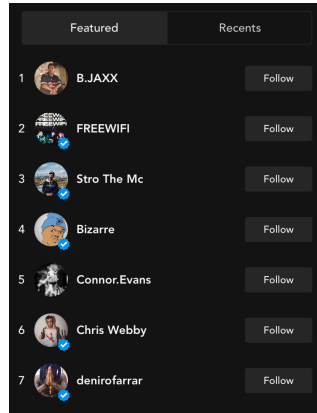 Featured Recents
1 B.JAXX Follow
2 FREEWIFI Follow
3 Stro The Mc Follow
4 Bizarre Follow
5 Connor.Evans Follow
6 Chris Webby Follow
7 denirofarrar Follow